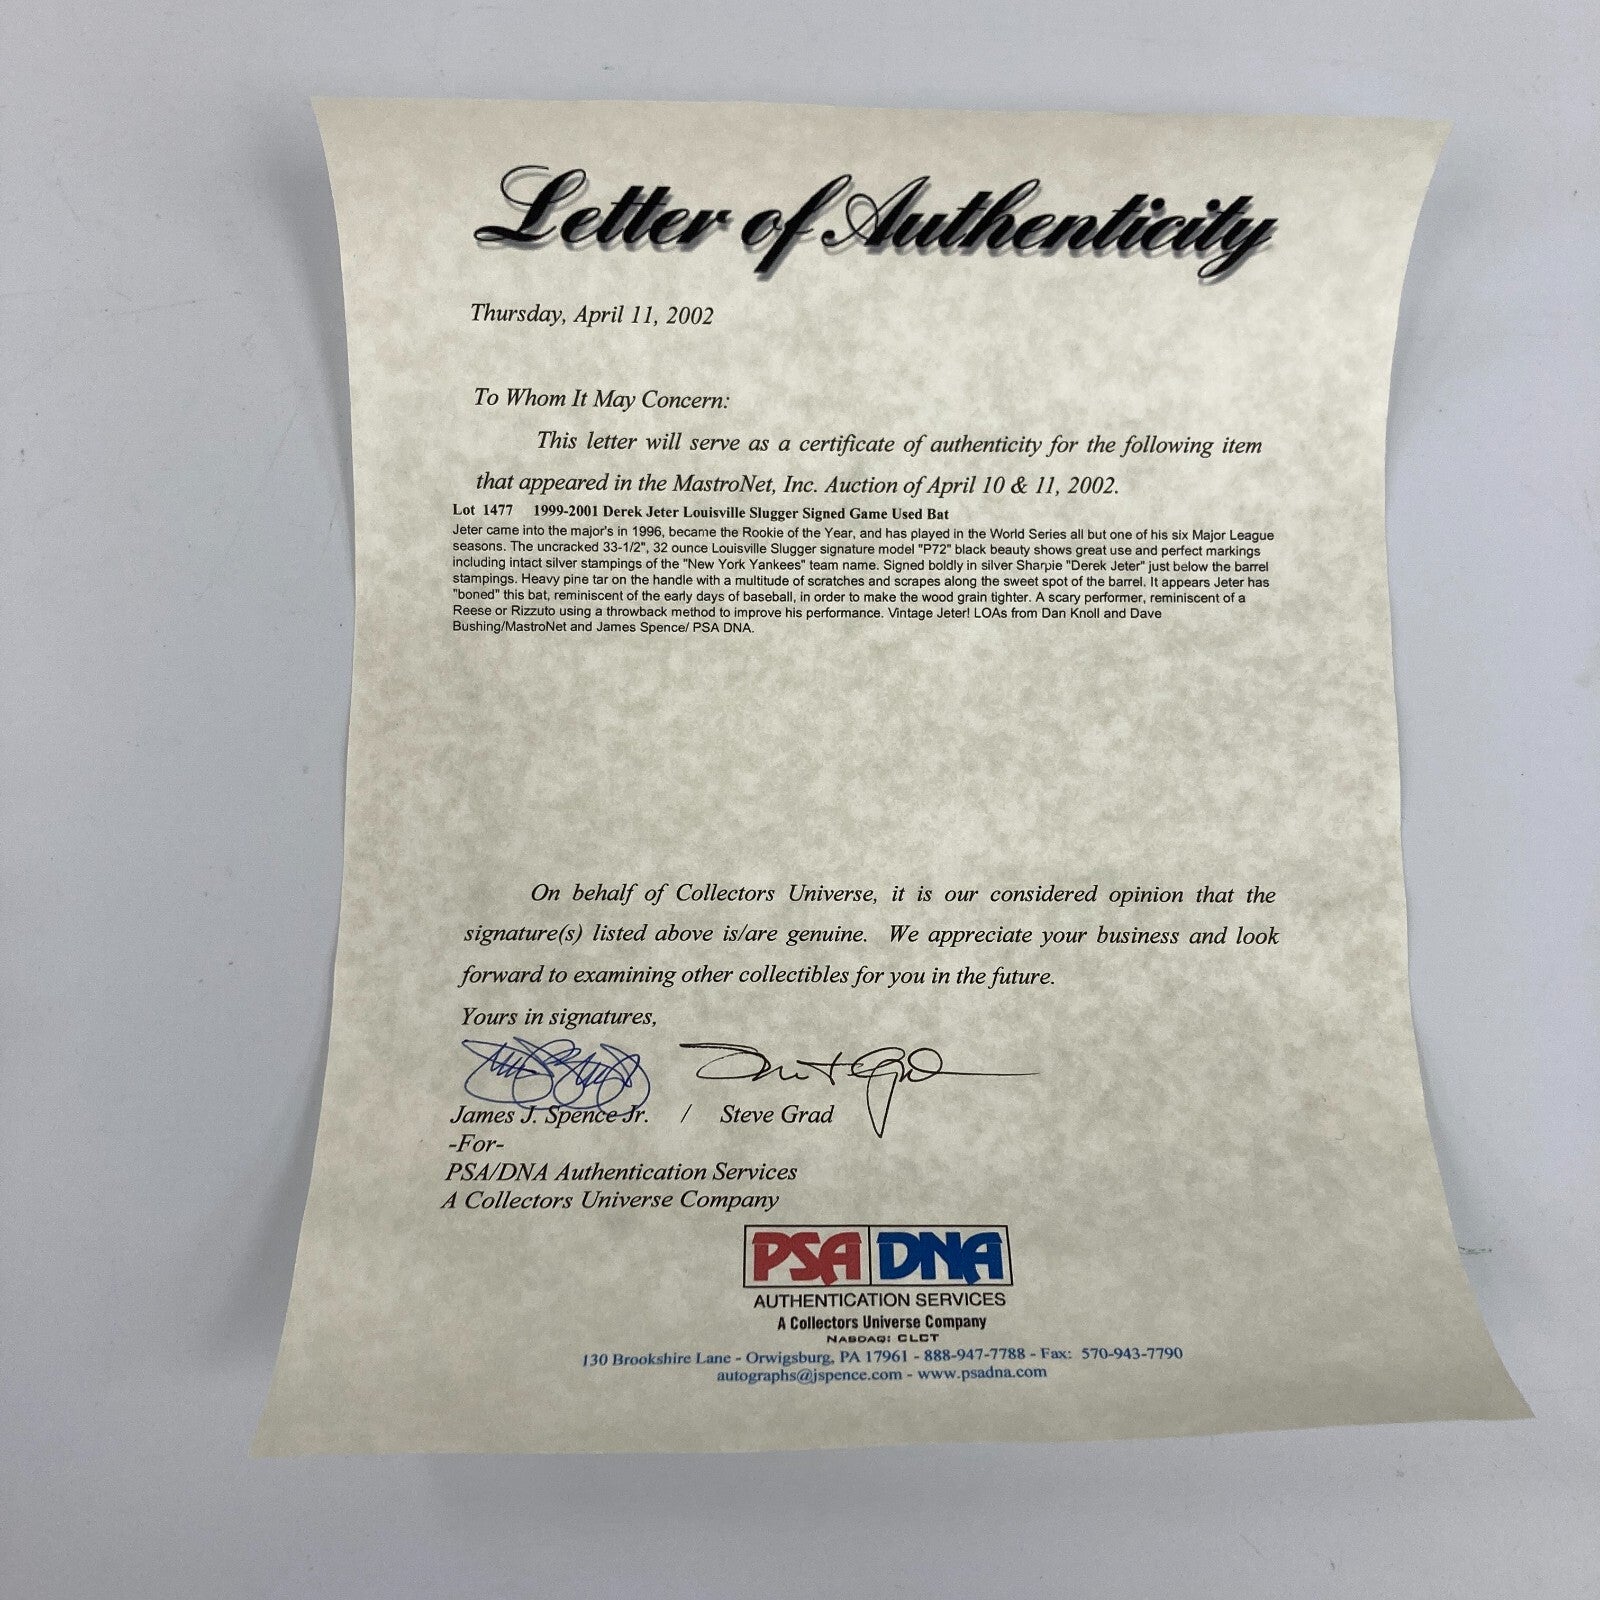 Letter of Authenticity
Thursday, April 11, 2002
To Whom It May Concern:
This letter will serve as a certificate of authenticity for the following item
that appeared in the MastroNet, Inc. Auction of April 10 & 11, 2002.
Lot 1477 1999-2001 Derek Jeter Louisville Slugger Signed Game Used Bat
Jeter came into the major's in 1996, became the Rookie of the Year, and has played in the World Series all but one of his six Major League
seasons. The uncracked 33-1/2", 32 ounce Louisville Slugger signature model "P72" black beauty shows great use and perfect markings
including intact silver stampings of the "New York Yankees" team name. Signed boldly in silver Sharpie "Derek Jeter" just below the barrel
stampings. Heavy pine tar on the handle with a multitude of scratches and scrapes along the sweet spot of the barrel. It appears Jeter has
"boned" this bat, reminiscent of the early days of baseball, in order to make the wood grain tighter. A scary performer, reminiscent of a
Reese or Rizzuto using a throwback method to improve his performance. Vintage Jeter! LOAs from Dan Knoll and Dave
Bushing/MastroNet and James Spence/ PSA DNA.
On behalf of Collectors Universe, it is our considered opinion that the
signature(s) listed above is/are genuine. We appreciate your business and look
forward to examining other collectibles for you in the future.
Yours in signatures,
James J. Spence Jr. / Steve Grad
-For-
PSA/DNA Authentication Services
A Collectors Universe Company
PSA DNA
AUTHENTICATION SERVICES
A Collectors Universe Company
NASDAQ: CLCT
130 Brookshire Lane - Orwigsburg, PA 17961 - 888-947-7788 - Fax: 570-943-7790
autographs@jspence.com - www.psadna.com